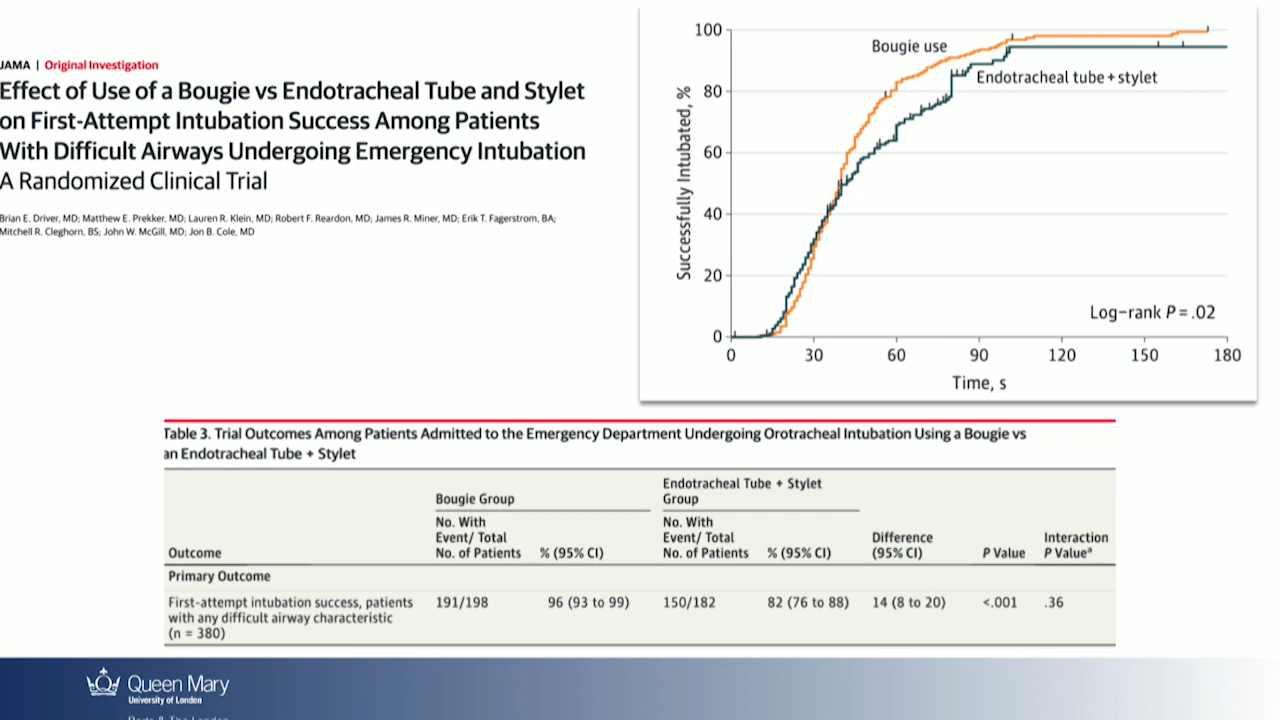 JAMA | Original Investigation
Effect of Use of a Bougie vs Endotracheal Tube and Stylet
on First-Attempt Intubation Success Among Patients
With Difficult Airways Undergoing Emergency Intubation
A Randomized Clinical Trial
Brian E. Driver, MD; Matthew E. Prekker, MD; Lauren R. Klein, MD; Robert F. Reardon, MD; James R. Miner, MD; Erik T. Fagerstrom, BA;
Mitchell R. Cleghorn, BS; John W. McGill, MD; Jon B. Cole, MD
Successfully Intubated, %
100
80
60
40
20
0
Bougie use
Endotracheal tube + stylet
Log-rank P = .02
0 30 60 90 120 150 180
Time, s
Table 3. Trial Outcomes Among Patients Admitted to the Emergency Department Undergoing Orotracheal Intubation Using a Bougie vs
an Endotracheal Tube + Stylet
Outcome
Bougie Group
No. With
Event/ Total
No. of Patients
% (95% CI)
Endotracheal Tube + Stylet
Group
No. With
Event/ Total
No. of Patients
% (95% CI)
Difference
(95% CI)
P Value
Interaction
P Valueᵃ
Primary Outcome
First-attempt intubation success, patients
with any difficult airway characteristic
(n = 380)
191/198
96 (93 to 99)
150/182
82 (76 to 88)
14 (8 to 20)
<.001
.36
Queen Mary
University of London